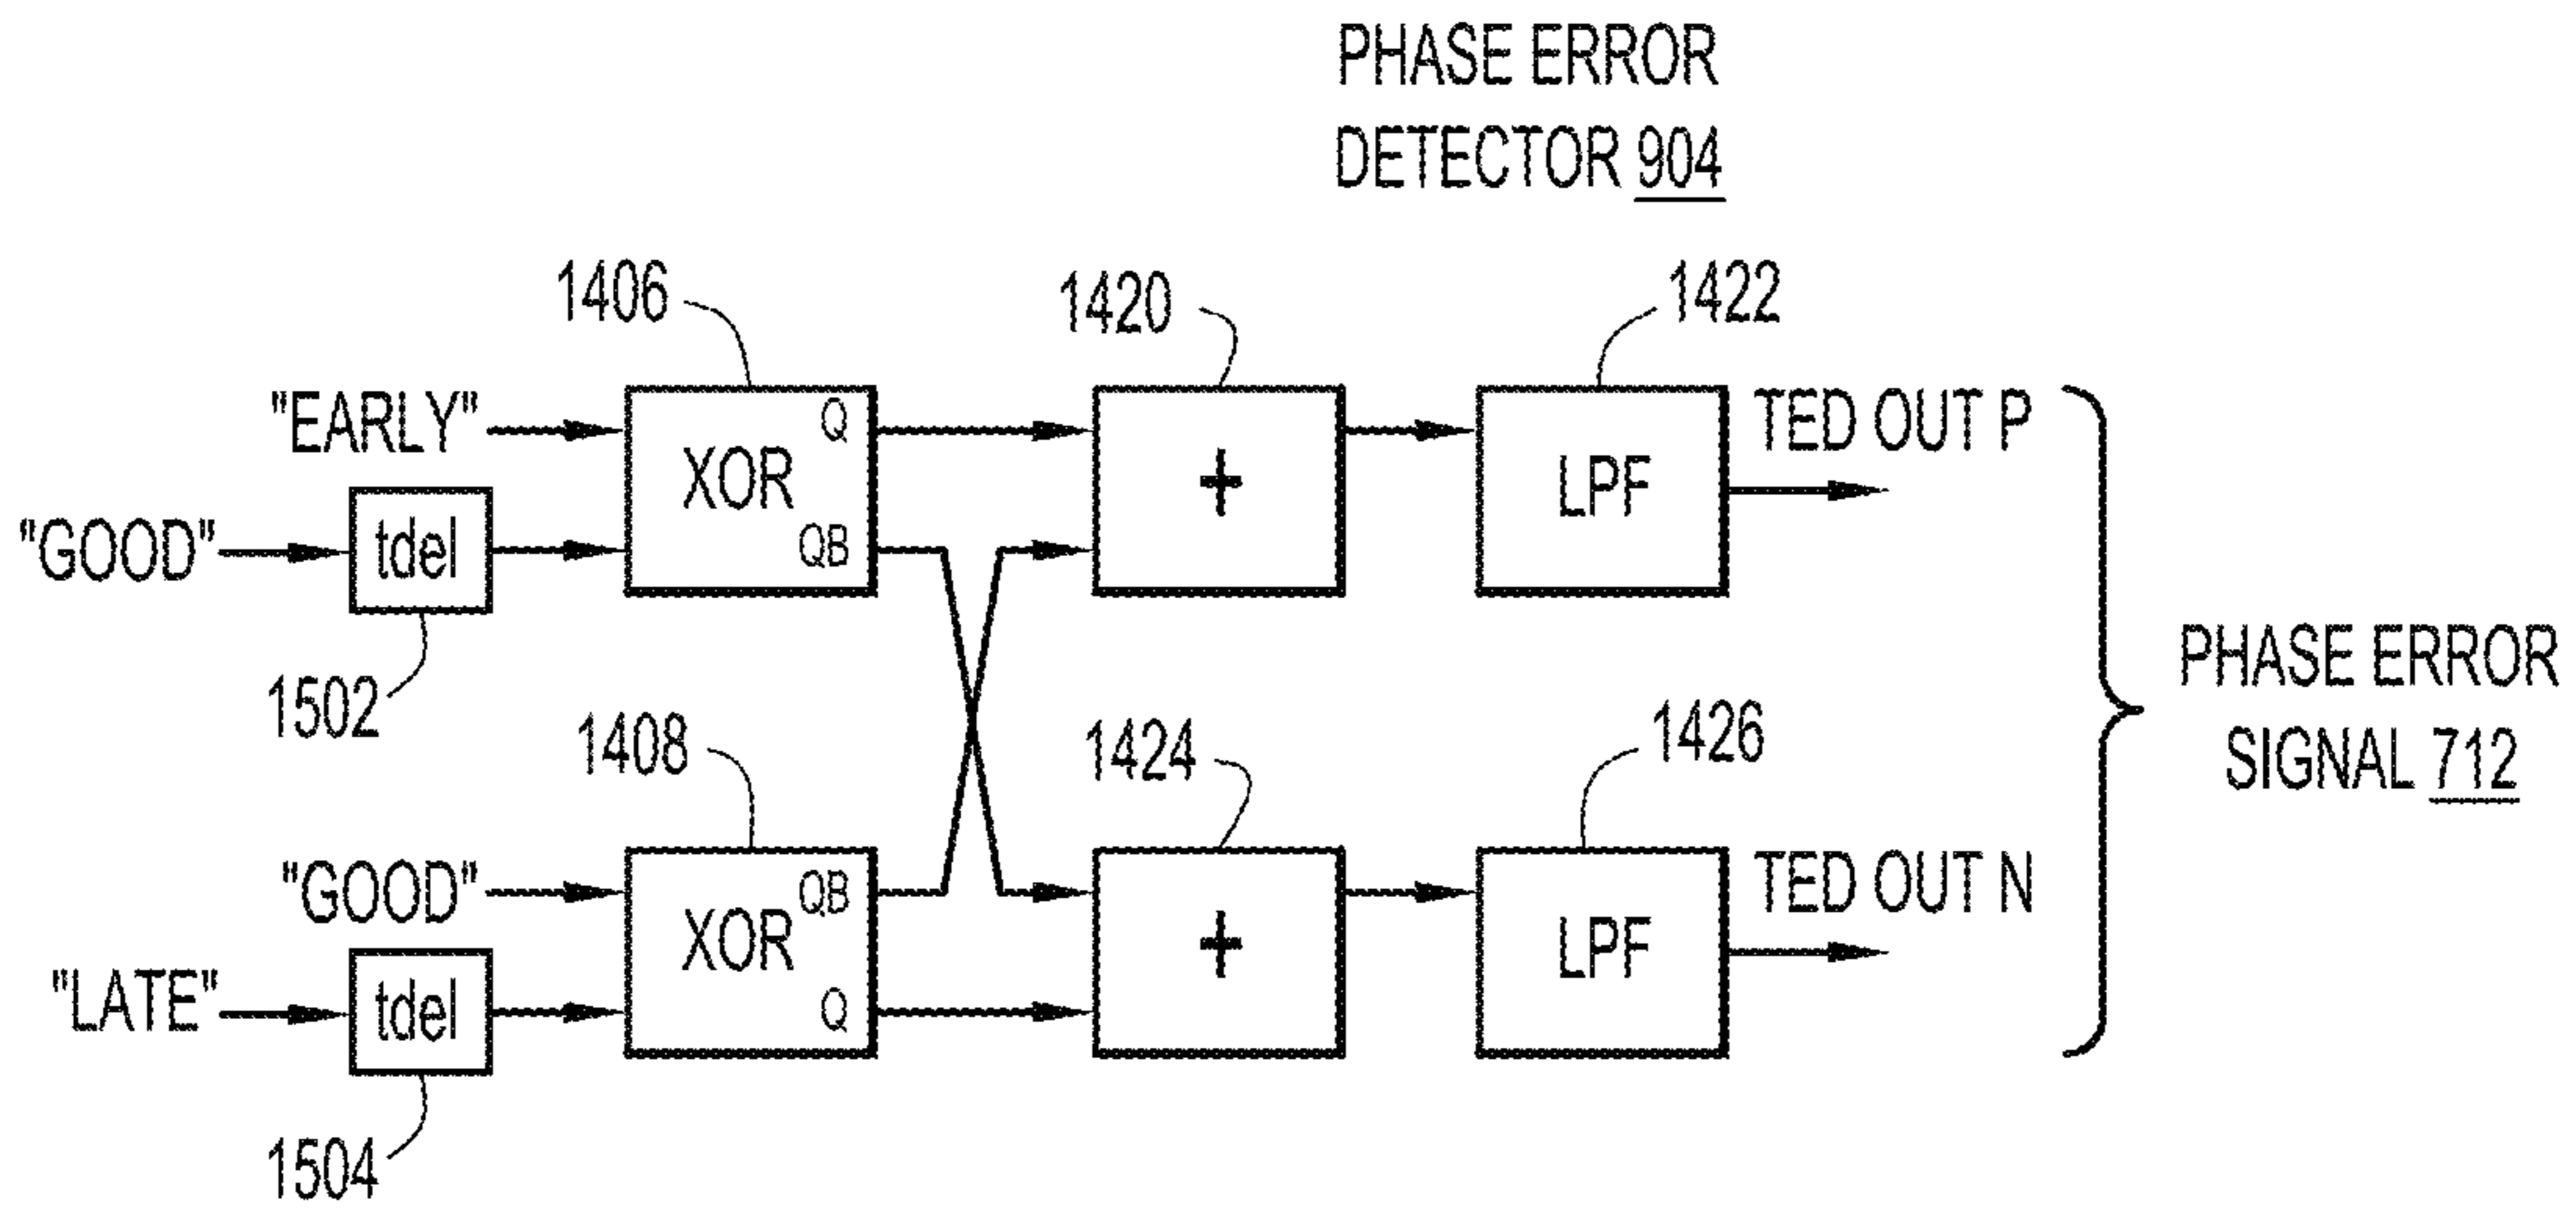 PHASE ERROR
DETECTOR 904
1406
1420
1422
"EARLY"
XOR
Q
QB
+
LPF
TED OUT P
"GOOD"
tdel
1502
PHASE ERROR
SIGNAL 712
1408
1424
1426
"GOOD"
XOR
QB
Q
+
LPF
TED OUT N
"LATE"
tdel
1504